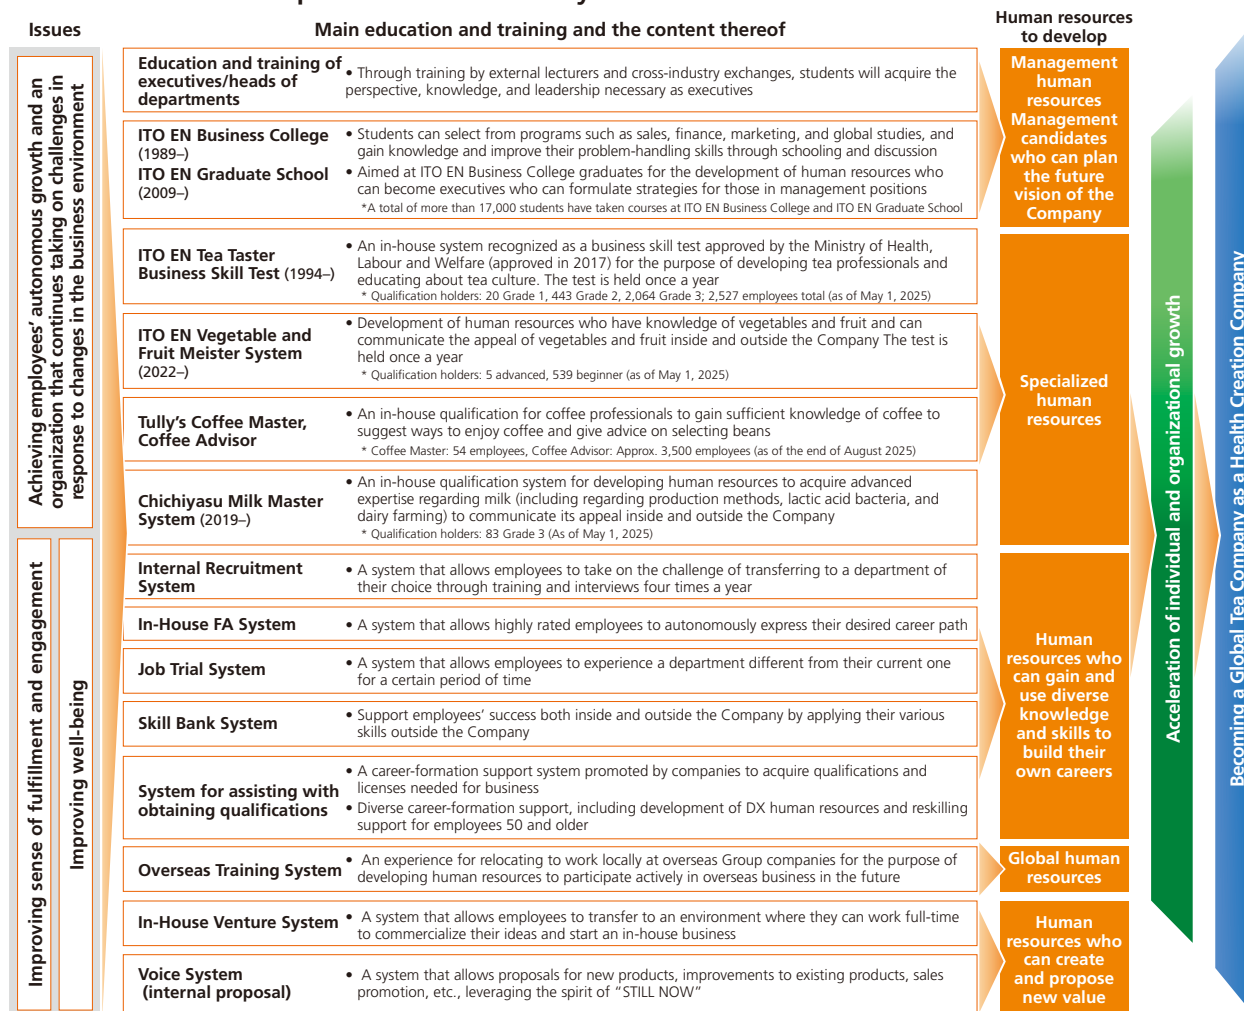 Issues
Main education and training and the content thereof
Human resources
to develop
Achieving employees’ autonomous growth and an
organization that continues taking on challenges in
response to changes in the business environment
Improving sense of fulfillment and engagement
Improving well-being
Education and training of
executives/heads of
departments
• Through training by external lecturers and cross-industry exchanges, students will acquire the
perspective, knowledge, and leadership necessary as executives
ITO EN Business College
(1989–)
ITO EN Graduate School
(2009–)
• Students can select from programs such as sales, finance, marketing, and global studies, and
gain knowledge and improve their problem-handling skills through schooling and discussion
• Aimed at ITO EN Business College graduates for the development of human resources who
can become executives who can formulate strategies for those in management positions
*A total of more than 17,000 students have taken courses at ITO EN Business College and ITO EN Graduate School
Management
human
resources
Management
candidates
who can plan
the future
vision of the
Company
ITO EN Tea Taster
Business Skill Test (1994–)
• An in-house system recognized as a business skill test approved by the Ministry of Health,
Labour and Welfare (approved in 2017) for the purpose of developing tea professionals and
educating about tea culture. The test is held once a year
* Qualification holders: 20 Grade 1, 443 Grade 2, 2,064 Grade 3; 2,527 employees total (as of May 1, 2025)
ITO EN Vegetable and
Fruit Meister System
(2022–)
• Development of human resources who have knowledge of vegetables and fruit and can
communicate the appeal of vegetables and fruit inside and outside the Company The test is
held once a year
* Qualification holders: 5 advanced, 539 beginner (as of May 1, 2025)
Tully’s Coffee Master,
Coffee Advisor
• An in-house qualification for coffee professionals to gain sufficient knowledge of coffee to
suggest ways to enjoy coffee and give advice on selecting beans
* Coffee Master: 54 employees, Coffee Advisor: Approx. 3,500 employees (as of the end of August 2025)
Chichiyasu Milk Master
System (2019–)
• An in-house qualification system for developing human resources to acquire advanced
expertise regarding milk (including regarding production methods, lactic acid bacteria, and
dairy farming) to communicate its appeal inside and outside the Company
* Qualification holders: 83 Grade 3 (As of May 1, 2025)
Specialized
human
resources
Internal Recruitment
System
• A system that allows employees to take on the challenge of transferring to a department of
their choice through training and interviews four times a year
In-House FA System
• A system that allows highly rated employees to autonomously express their desired career path
Job Trial System
• A system that allows employees to experience a department different from their current one
for a certain period of time
Skill Bank System
• Support employees’ success both inside and outside the Company by applying their various
skills outside the Company
System for assisting with
obtaining qualifications
• A career-formation support system promoted by companies to acquire qualifications and
licenses needed for business
• Diverse career-formation support, including development of DX human resources and reskilling
support for employees 50 and older
Human
resources who
can gain and
use diverse
knowledge
and skills to
build their
own careers
Overseas Training System
• An experience for relocating to work locally at overseas Group companies for the purpose of
developing human resources to participate actively in overseas business in the future
Global human
resources
In-House Venture System
• A system that allows employees to transfer to an environment where they can work full-time
to commercialize their ideas and start an in-house business
Voice System
(internal proposal)
• A system that allows proposals for new products, improvements to existing products, sales
promotion, etc., leveraging the spirit of “STILL NOW”
Human
resources who
can create
and propose
new value
Acceleration of individual and organizational growth
Becoming a Global Tea Company as a Health Creation Company